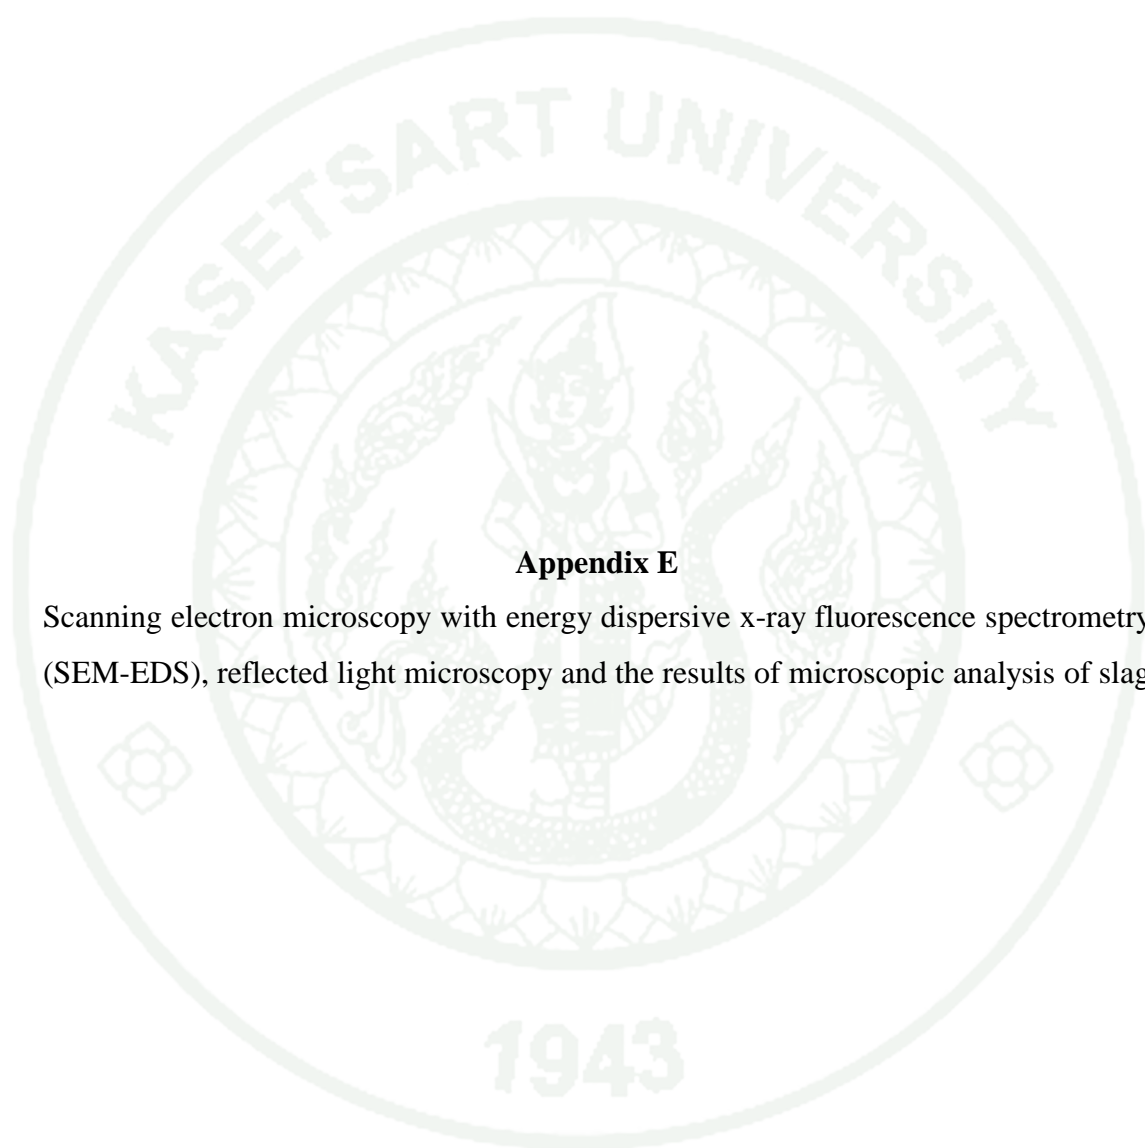 KASETSART UNIVERSITY
Appendix E
Scanning electron microscopy with energy dispersive x-ray fluorescence spectrometry
(SEM-EDS), reflected light microscopy and the results of microscopic analysis of slag
1943